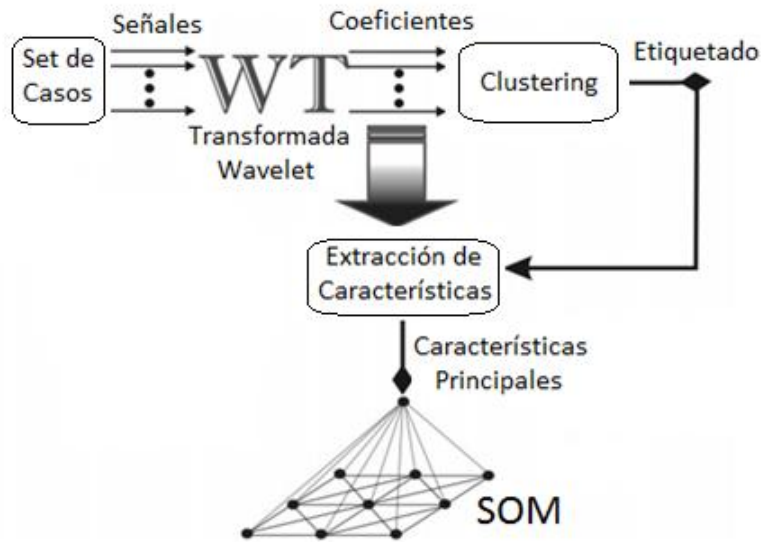 Señales
Coeficientes
Etiquetado
Set de
Casos
WT
Clustering
Transformada
Wavelet
Extracción de
Características
Características
Principales
SOM